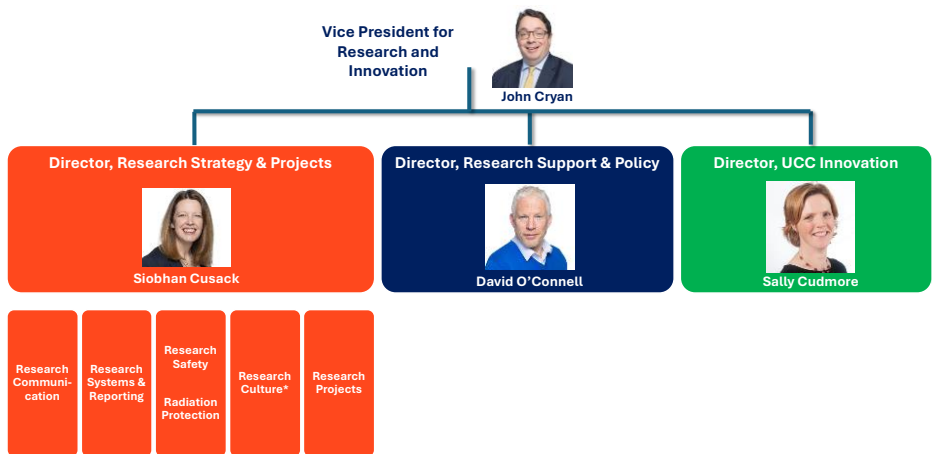 Vice President for
Research and
Innovation
John Cryan
Director, Research Strategy & Projects
Siobhan Cusack
Director, Research Support & Policy
David O’Connell
Director, UCC Innovation
Sally Cudmore
Research
Communi-
cation
Research
Systems &
Reporting
Research
Safety
Radiation
Protection
Research
Culture*
Research
Projects